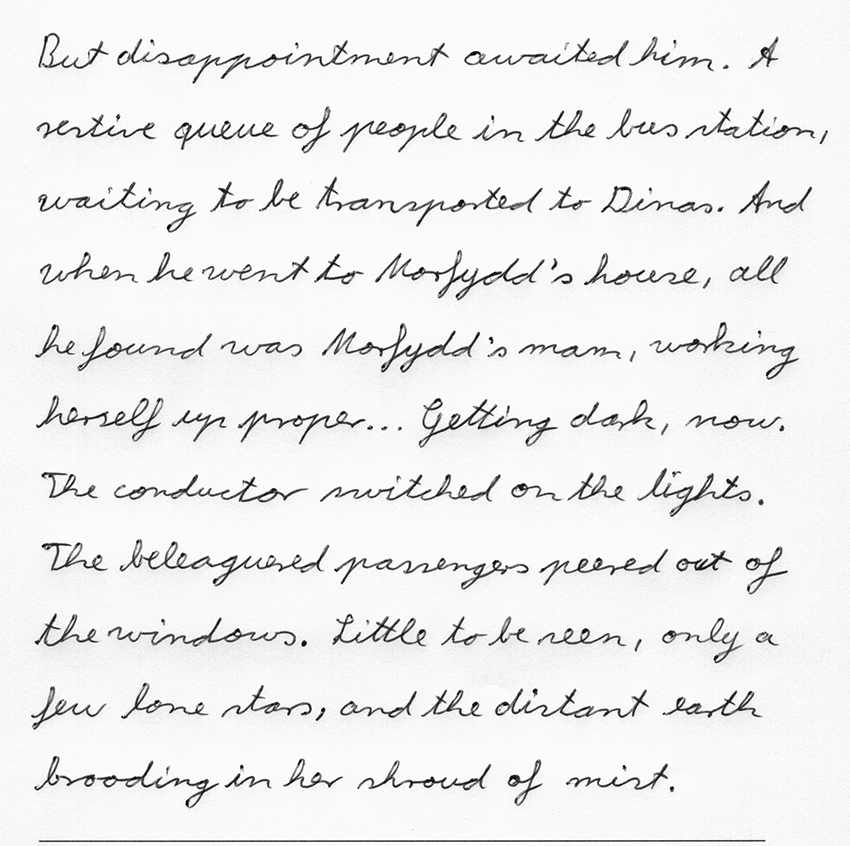 But disappointment awaited him. A
restive queue of people in the bus station,
waiting to be transported to Dinas. And
when he went to Morfydd's house, all
he found was Morfydd's mam, working
herself up proper... Getting dark, now.
The conductor switched on the lights.
The beleaguered passengers peered out of
the windows. Little to be seen, only a
few lone stars, and the distant earth
brooding in her shroud of mist.